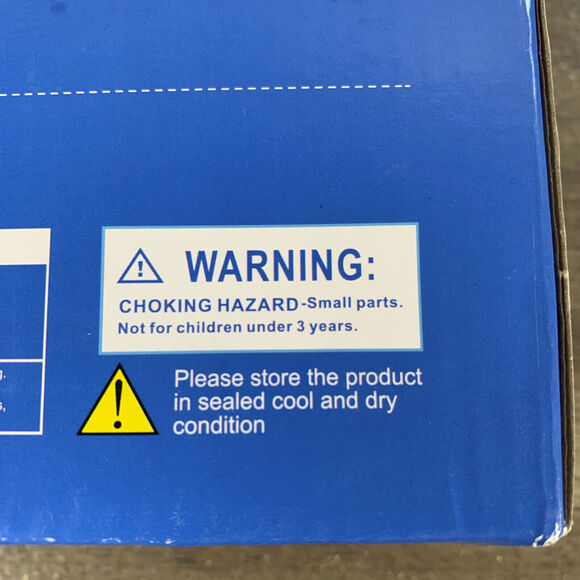 WARNING:
CHOKING HAZARD-Small parts.
Not for children under 3 years.
Please store the product
in sealed cool and dry
condition